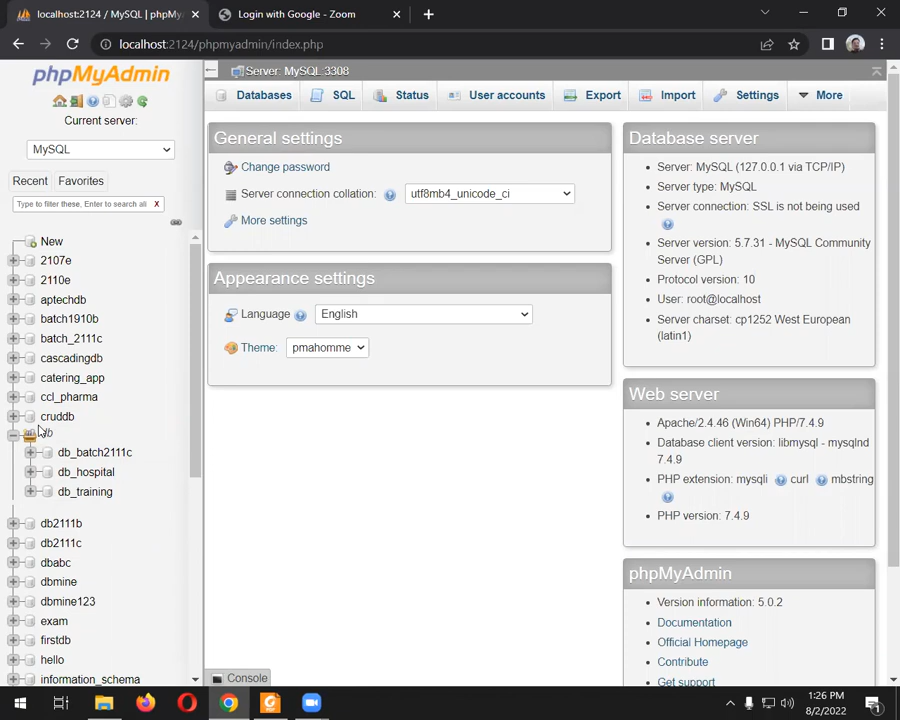 localhost:2124 / MySQL | phpMy
Login with Google - Zoom
localhost:2124/phpmyadmin/index.php
phpMyAdmin
Current server:
MySQL
Recent
Favorites
Type to filter these, Enter to search all
X
New
2107e
2110e
aptechdb
batch1910b
batch_2111c
cascadingdb
catering_app
ccl_pharma
cruddb
db
db_batch2111c
db_hospital
db_training
db2111b
db2111c
dbabc
dbmine
dbmine123
exam
firstdb
hello
information_schema
Server: MySQL:3308
Databases
SQL
Status
User accounts
Export
Import
Settings
More
General settings
Change password
Server connection collation:
utf8mb4_unicode_ci
More settings
Appearance settings
Language
English
Theme:
pmahomme
Database server
Server: MySQL (127.0.0.1 via TCP/IP)
Server type: MySQL
Server connection: SSL is not being used
Server version: 5.7.31 - MySQL Community
Server (GPL)
Protocol version: 10
User: root@localhost
Server charset: cp1252 West European
(latin1)
Web server
Apache/2.4.46 (Win64) PHP/7.4.9
Database client version: libmysql - mysqlnd
7.4.9
PHP extension: mysqli curl mbstring
PHP version: 7.4.9
phpMyAdmin
Version information: 5.0.2
Documentation
Official Homepage
Contribute
Get support
Console
1:26 PM
8/2/2022
1